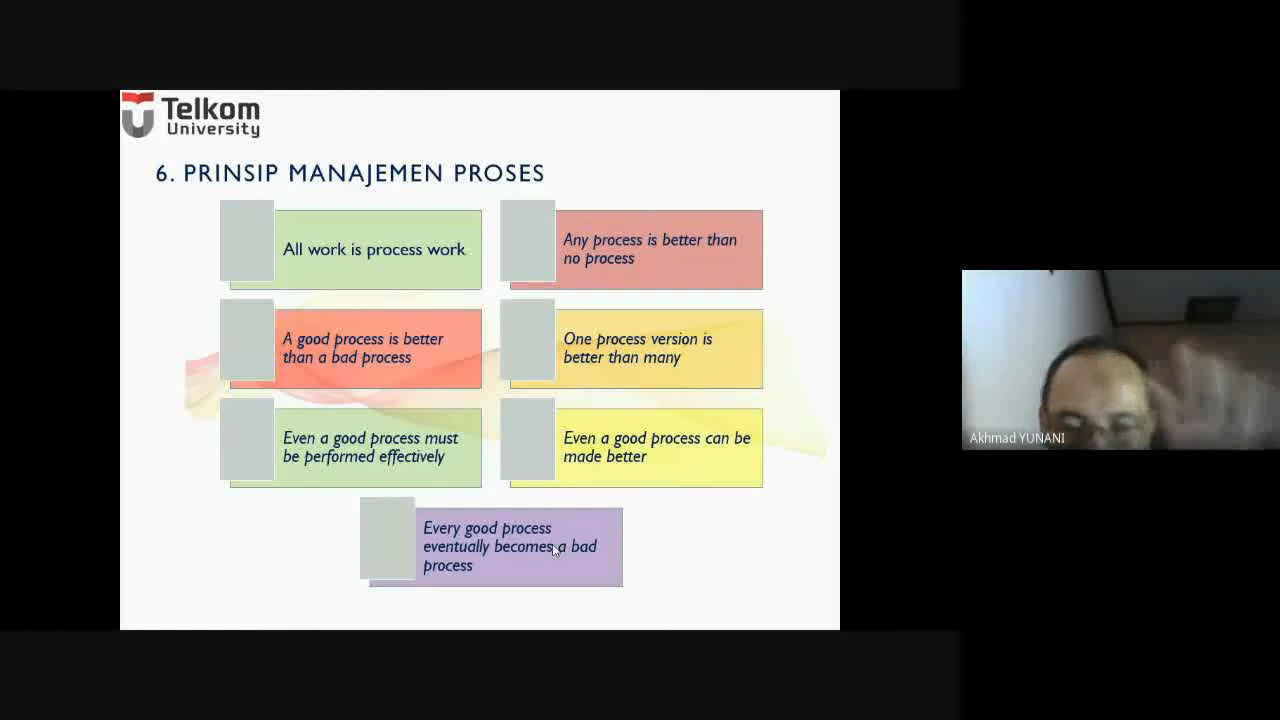 Telkom
University
6. PRINSIP MANAJEMEN PROSES
All work is process work
Any process is better than
no process
A good process is better
than a bad process
One process version is
better than many
Even a good process must
be performed effectively
Even a good process can be
made better
Every good process
eventually becomes a bad
process
Akhmad YUNANI